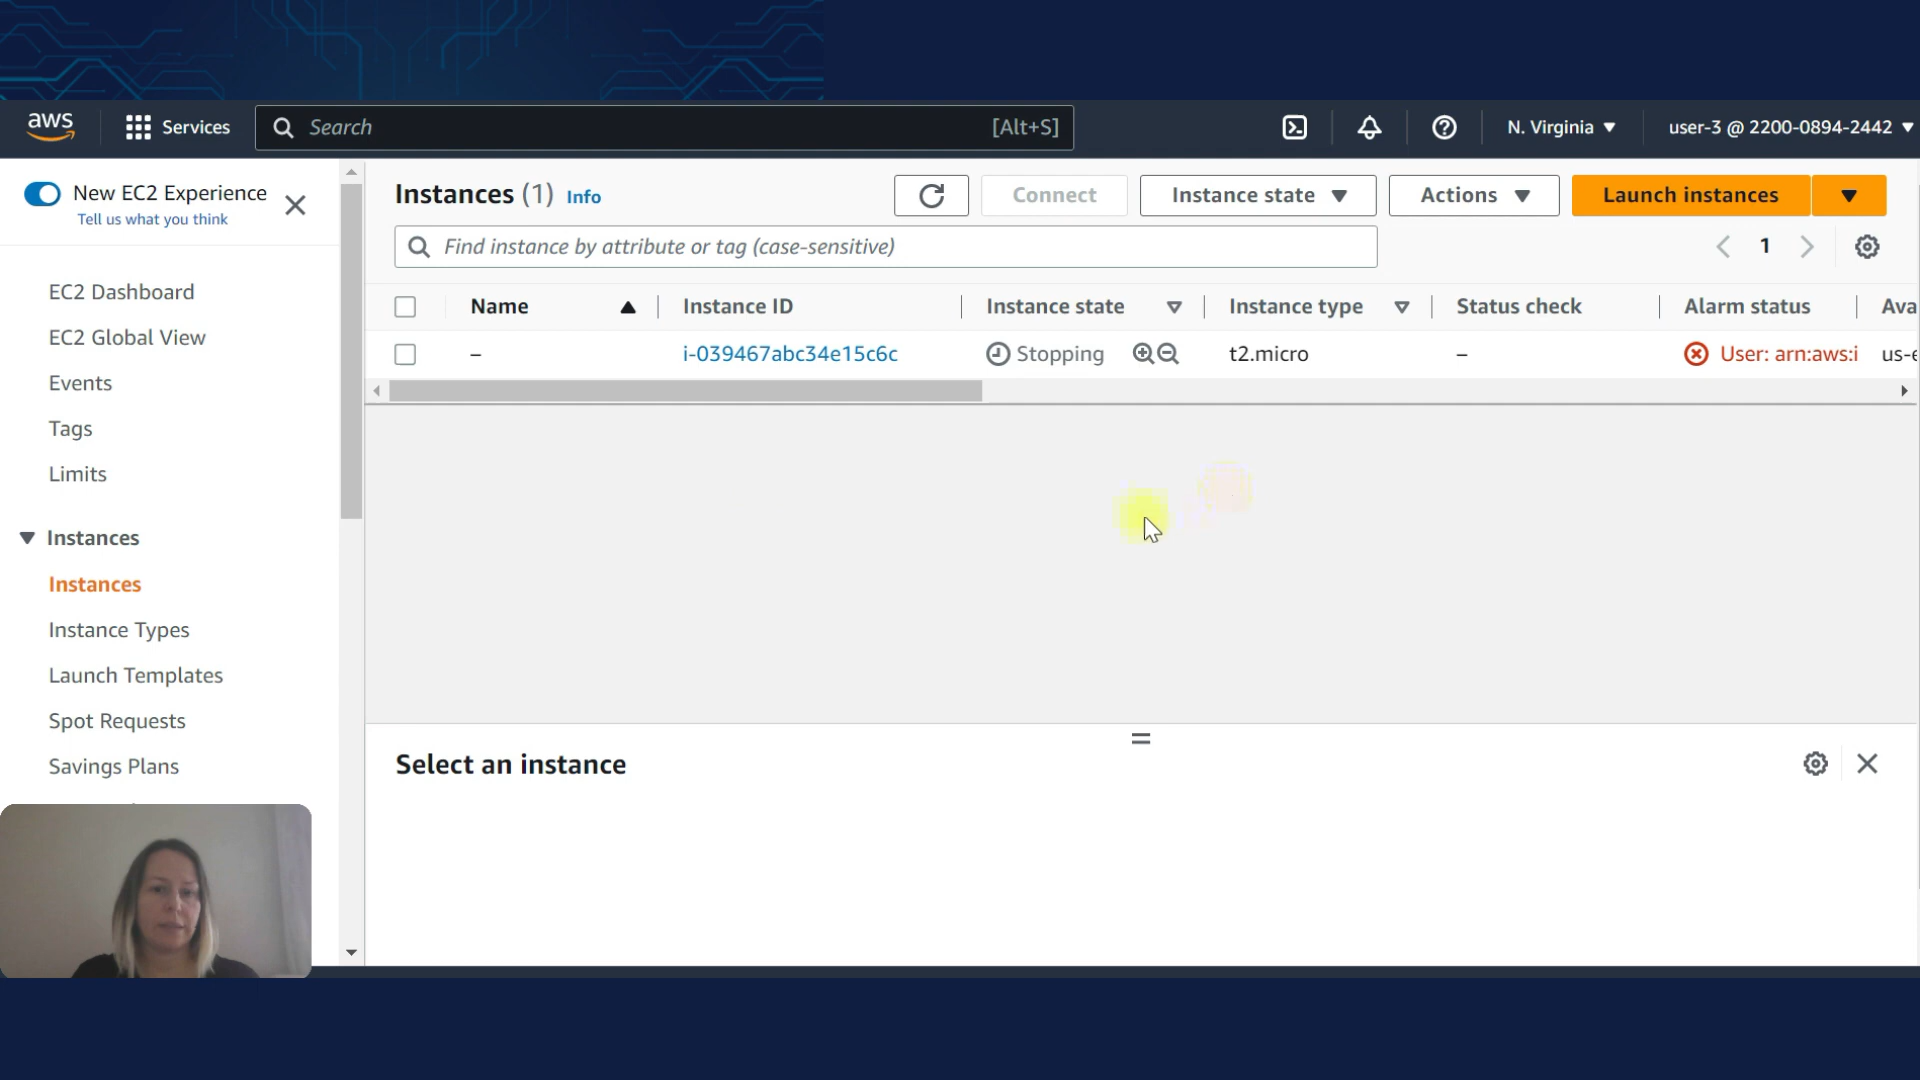 aws
Services
Search
[Alt+S]
N. Virginia
user-3 @ 2200-0894-2442
New EC2 Experience
Tell us what you think
EC2 Dashboard
EC2 Global View
Events
Tags
Limits
Instances
Instances
Instance Types
Launch Templates
Spot Requests
Savings Plans
Instances (1) Info
Connect
Instance state
Actions
Launch instances
Find instance by attribute or tag (case-sensitive)
1
Name
Instance ID
Instance state
Instance type
Status check
Alarm status
Ava
–
i-039467abc34e15c6c
Stopping
t2.micro
–
User: arn:aws:i
us-e
Select an instance